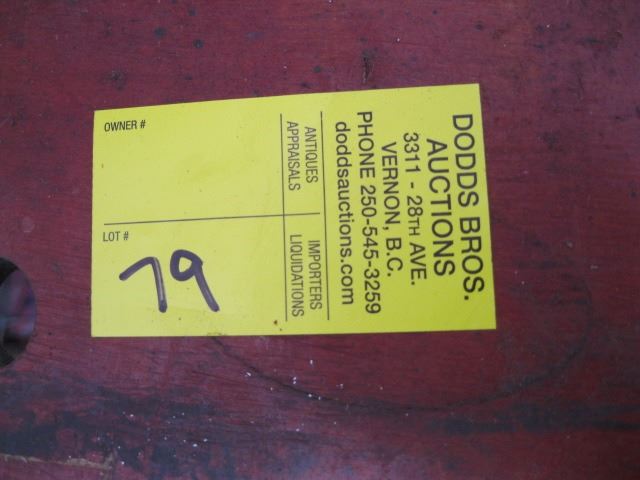 DODDS BROS.
AUCTIONS
3311 - 28TH AVE.
VERNON, B.C.
PHONE 250-545-3259
doddsauctions.com
ANTIQUES IMPORTERS
APPRAISALS LIQUIDATIONS
OWNER #
LOT #
79